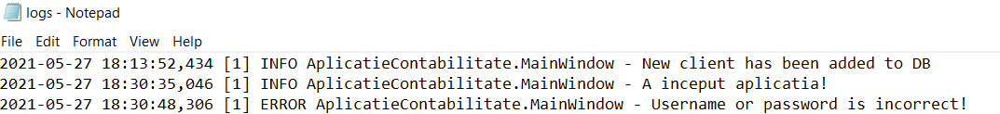 logs - Notepad
File Edit Format View Help
2021-05-27 18:13:52,434 [1] INFO AplicatieContabilitate.MainWindow - New client has been added to DB
2021-05-27 18:30:35,046 [1] INFO AplicatieContabilitate.MainWindow - A inceput aplicatia!
2021-05-27 18:30:48,306 [1] ERROR AplicatieContabilitate.MainWindow - Username or password is incorrect!